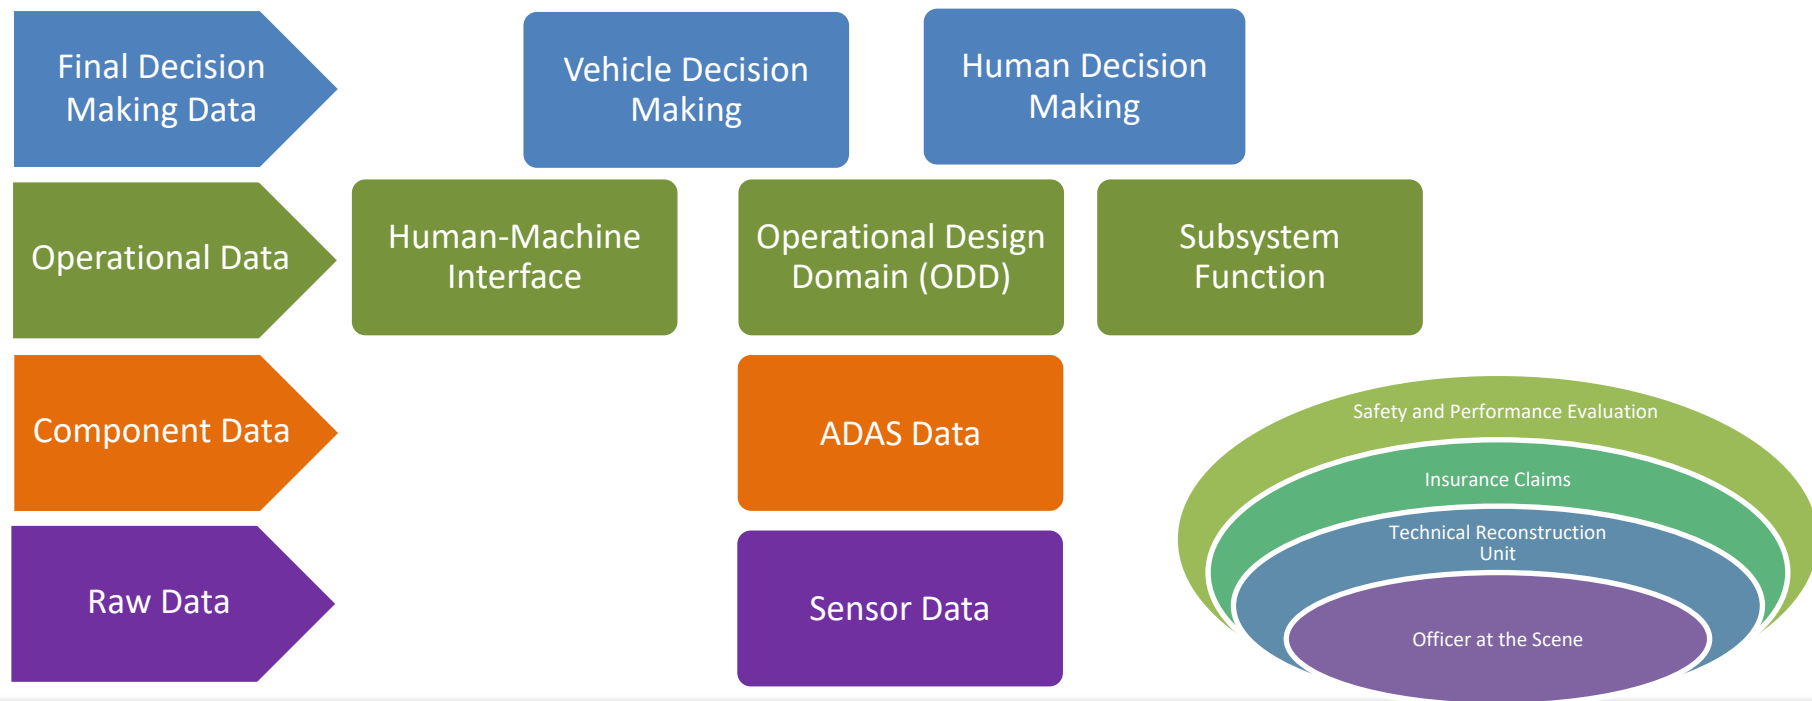 Final Decision
Making Data
Vehicle Decision
Making
Human Decision
Making
Operational Data
Human-Machine
Interface
Operational Design
Domain (ODD)
Subsystem
Function
Component Data
ADAS Data
Raw Data
Sensor Data
Safety and Performance Evaluation
Insurance Claims
Technical Reconstruction
Unit
Officer at the Scene